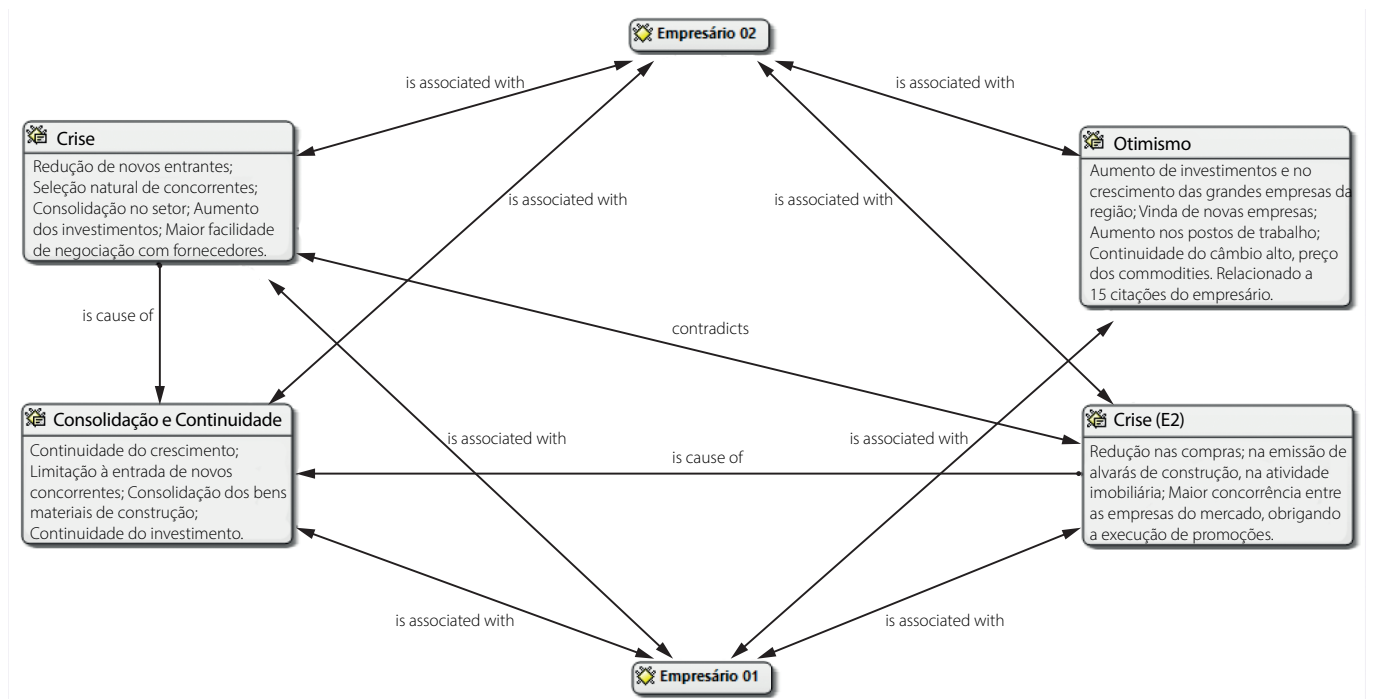 Empresário 02
is associated with
is associated with
Crise
Redução de novos entrantes;
Seleção natural de concorrentes;
Consolidação no setor; Aumento
dos investimentos; Maior facilidade
de negociação com fornecedores.
Otimismo
Aumento de investimentos e no
crescimento das grandes empresas da
região; Vinda de novas empresas;
Aumento nos postos de trabalho;
Continuidade do câmbio alto, preço
dos commodities. Relacionado a
15 citações do empresário.
is associated with
is associated with
is cause of
contradicts
Consolidação e Continuidade
Continuidade do crescimento;
Limitação à entrada de novos
concorrentes; Consolidação dos bens
materiais de construção;
Continuidade do investimento.
is associated with
is associated with
is cause of
Crise (E2)
Redução nas compras; na emissão de
alvarás de construção, na atividade
imobiliária; Maior concorrência entre
as empresas do mercado, obrigando
a execução de promoções.
is associated with
is associated with
Empresário 01